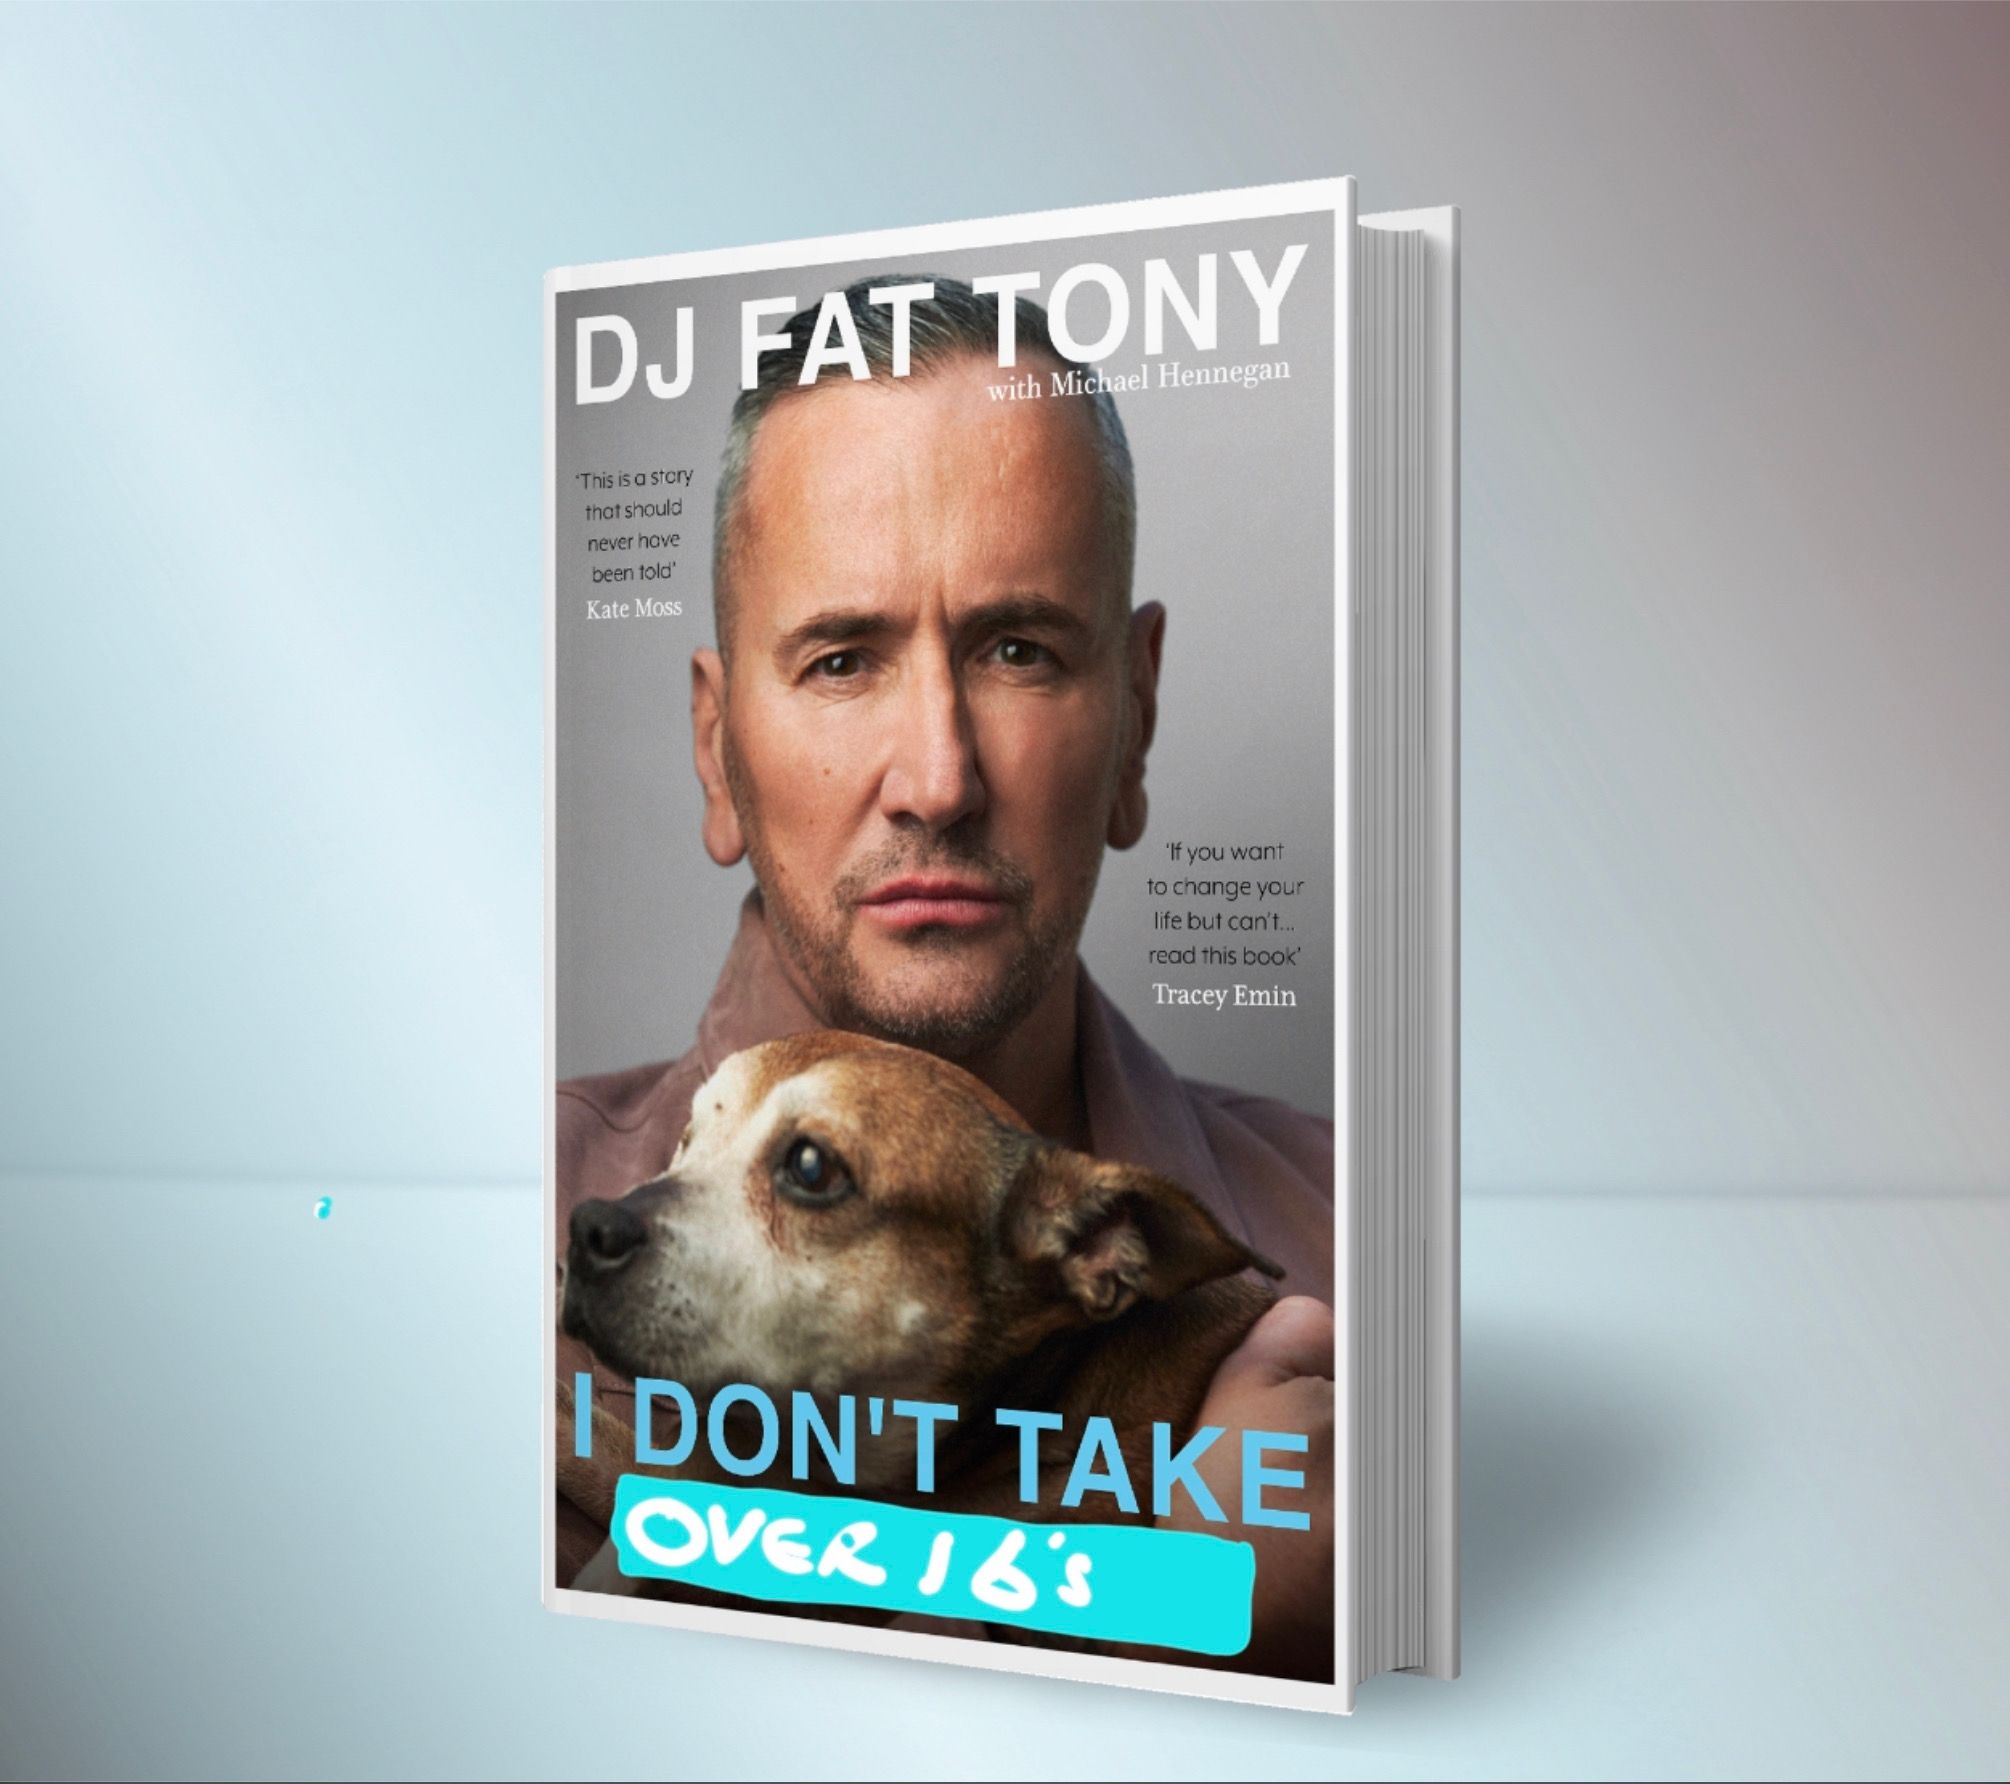 DJ FAT TONY
with Michael Hennegan
'This is a story
that should
never have
been told'
Kate Moss
'If you want
to change your
life but can't...
read this book'
Tracey Emin
I DON'T TAKE
OVER 16's